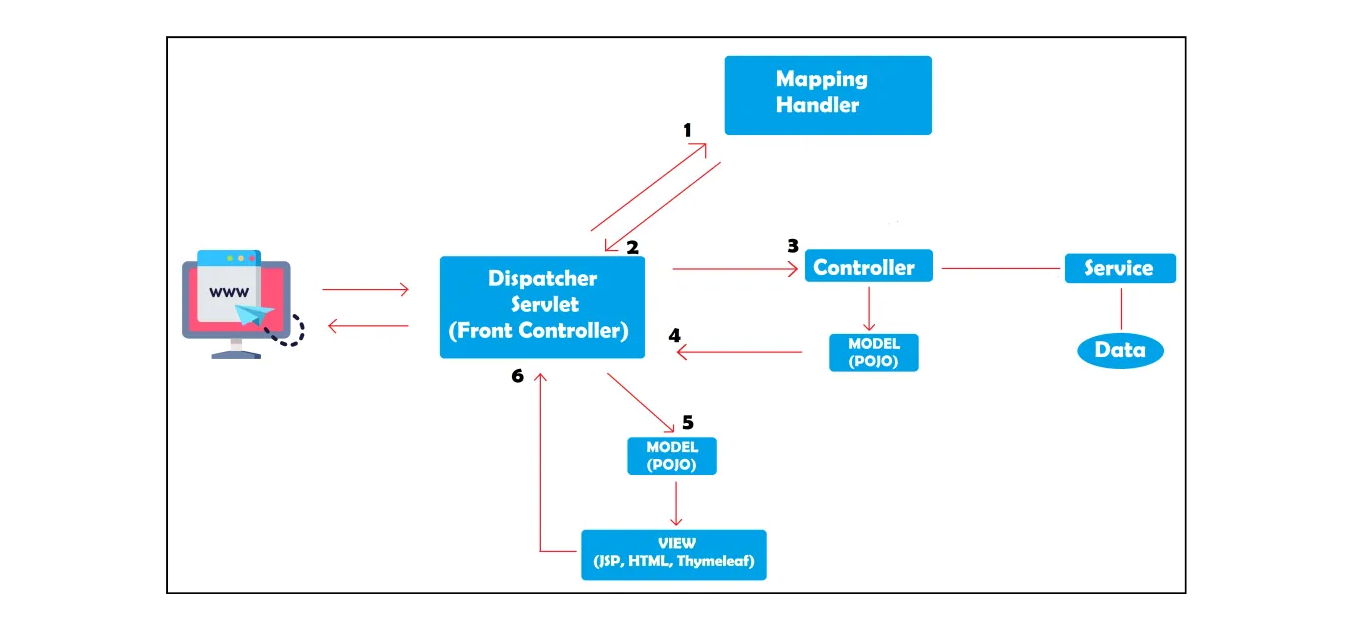 Mapping
Handler
1
2
3
Controller
Service
www
Dispatcher
Servlet
(Front Controller)
4
MODEL
(POJO)
Data
6
5
MODEL
(POJO)
VIEW
(JSP, HTML, Thymeleaf)